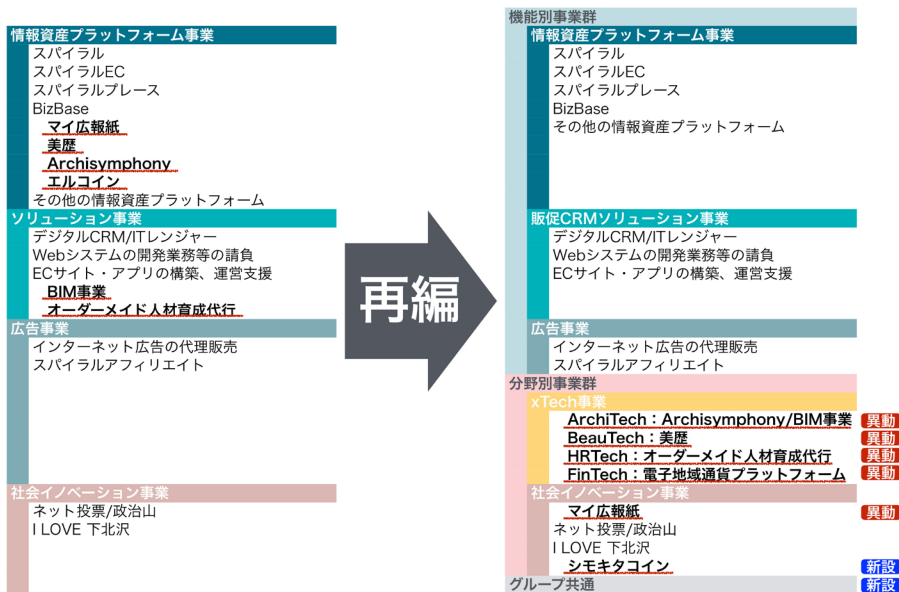 情報資産プラットフォーム事業
スパイラル
スパイラルEC
スパイラルプレース
BizBase
マイ広報紙
美歴
Archisymphony
エルコイン
その他の情報資産プラットフォーム
ソリューション事業
デジタルCRM/ITレンジャー
Webシステムの開発業務等の請負
ECサイト・アプリの構築、運営支援
BIM事業
オーダーメイド人材育成代行
広告事業
インターネット広告の代理販売
スパイラルアフィリエイト
社会イノベーション事業
ネット投票/政治山
I LOVE 下北沢
再編
機能別事業群
情報資産プラットフォーム事業
スパイラル
スパイラルEC
スパイラルプレース
BizBase
その他の情報資産プラットフォーム
販促CRMソリューション事業
デジタルCRM/ITレンジャー
Webシステムの開発業務等の請負
ECサイト・アプリの構築、運営支援
広告事業
インターネット広告の代理販売
スパイラルアフィリエイト
分野別事業群
xTech事業
ArchiTech：Archisymphony/BIM事業 異動
BeauTech：美歴 異動
HRTech：オーダーメイド人材育成代行 異動
FinTech：電子地域通貨プラットフォーム 異動
社会イノベーション事業
マイ広報紙 異動
ネット投票/政治山
I LOVE 下北沢
シモキタコイン 新設
グループ共通 新設